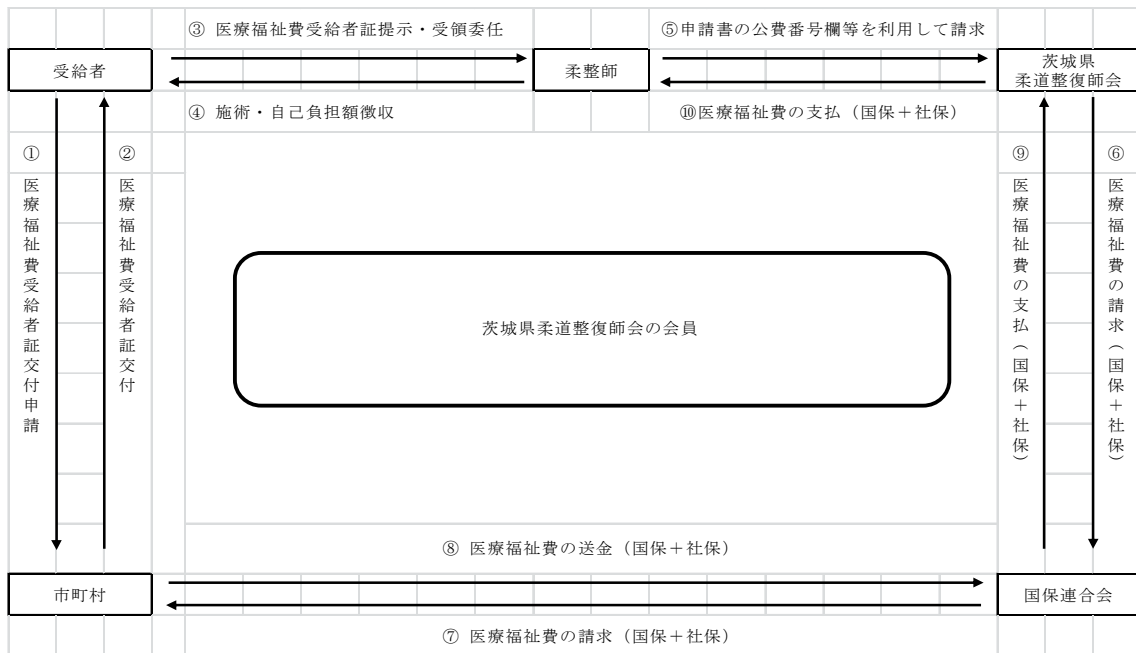 ③ 医療福祉費受給者証提示・受領委任
⑤申請書の公費番号欄等を利用して請求
受給者
柔整師
茨城県
柔道整復師会
④ 施術・自己負担額徴収
⑩医療福祉費の支払（国保＋社保）
①
医療福祉費受給者証交付申請
②
医療福祉費受給者証交付
茨城県柔道整復師会の会員
⑨
医療福祉費の支払（国保＋社保）
⑥
医療福祉費の請求（国保＋社保）
⑧ 医療福祉費の送金（国保＋社保）
市町村
国保連合会
⑦ 医療福祉費の請求（国保＋社保）